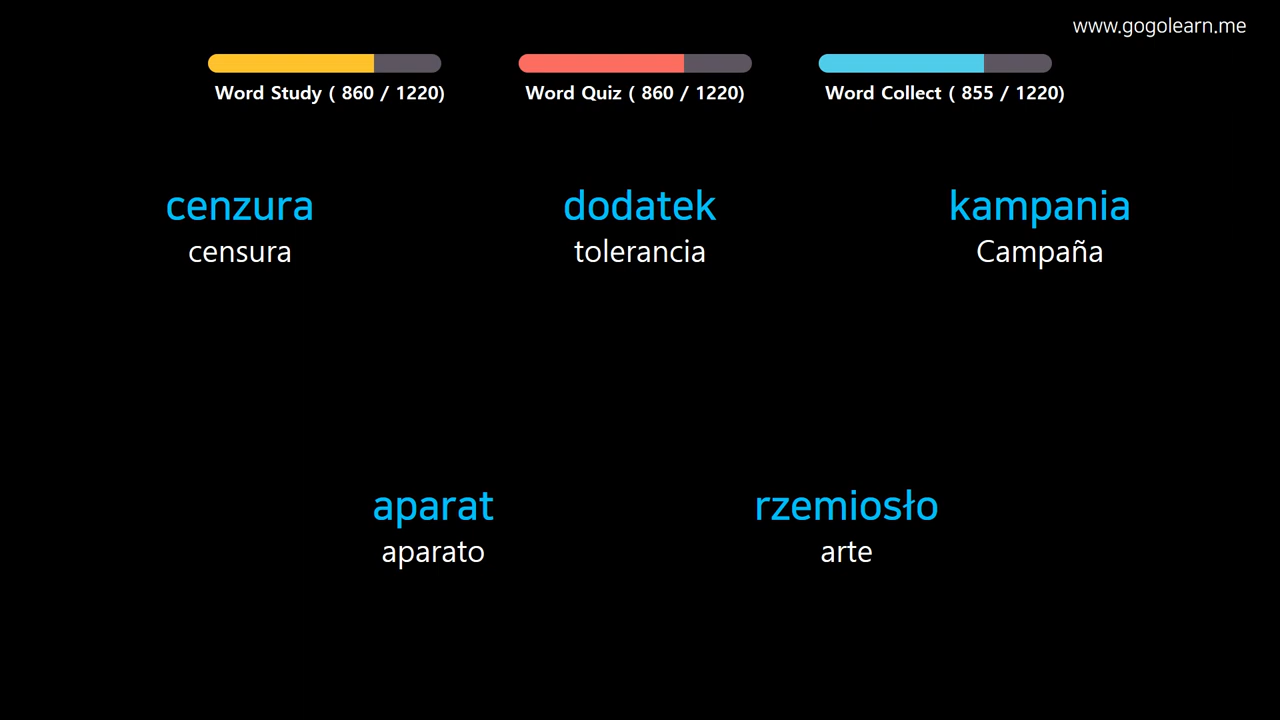 www.gogolearn.me
Word Study ( 860 / 1220)
Word Quiz ( 860 / 1220)
Word Collect ( 855 / 1220)
cenzura
censura
dodatek
tolerancia
kampania
Campaña
aparat
aparato
rzemiosło
arte